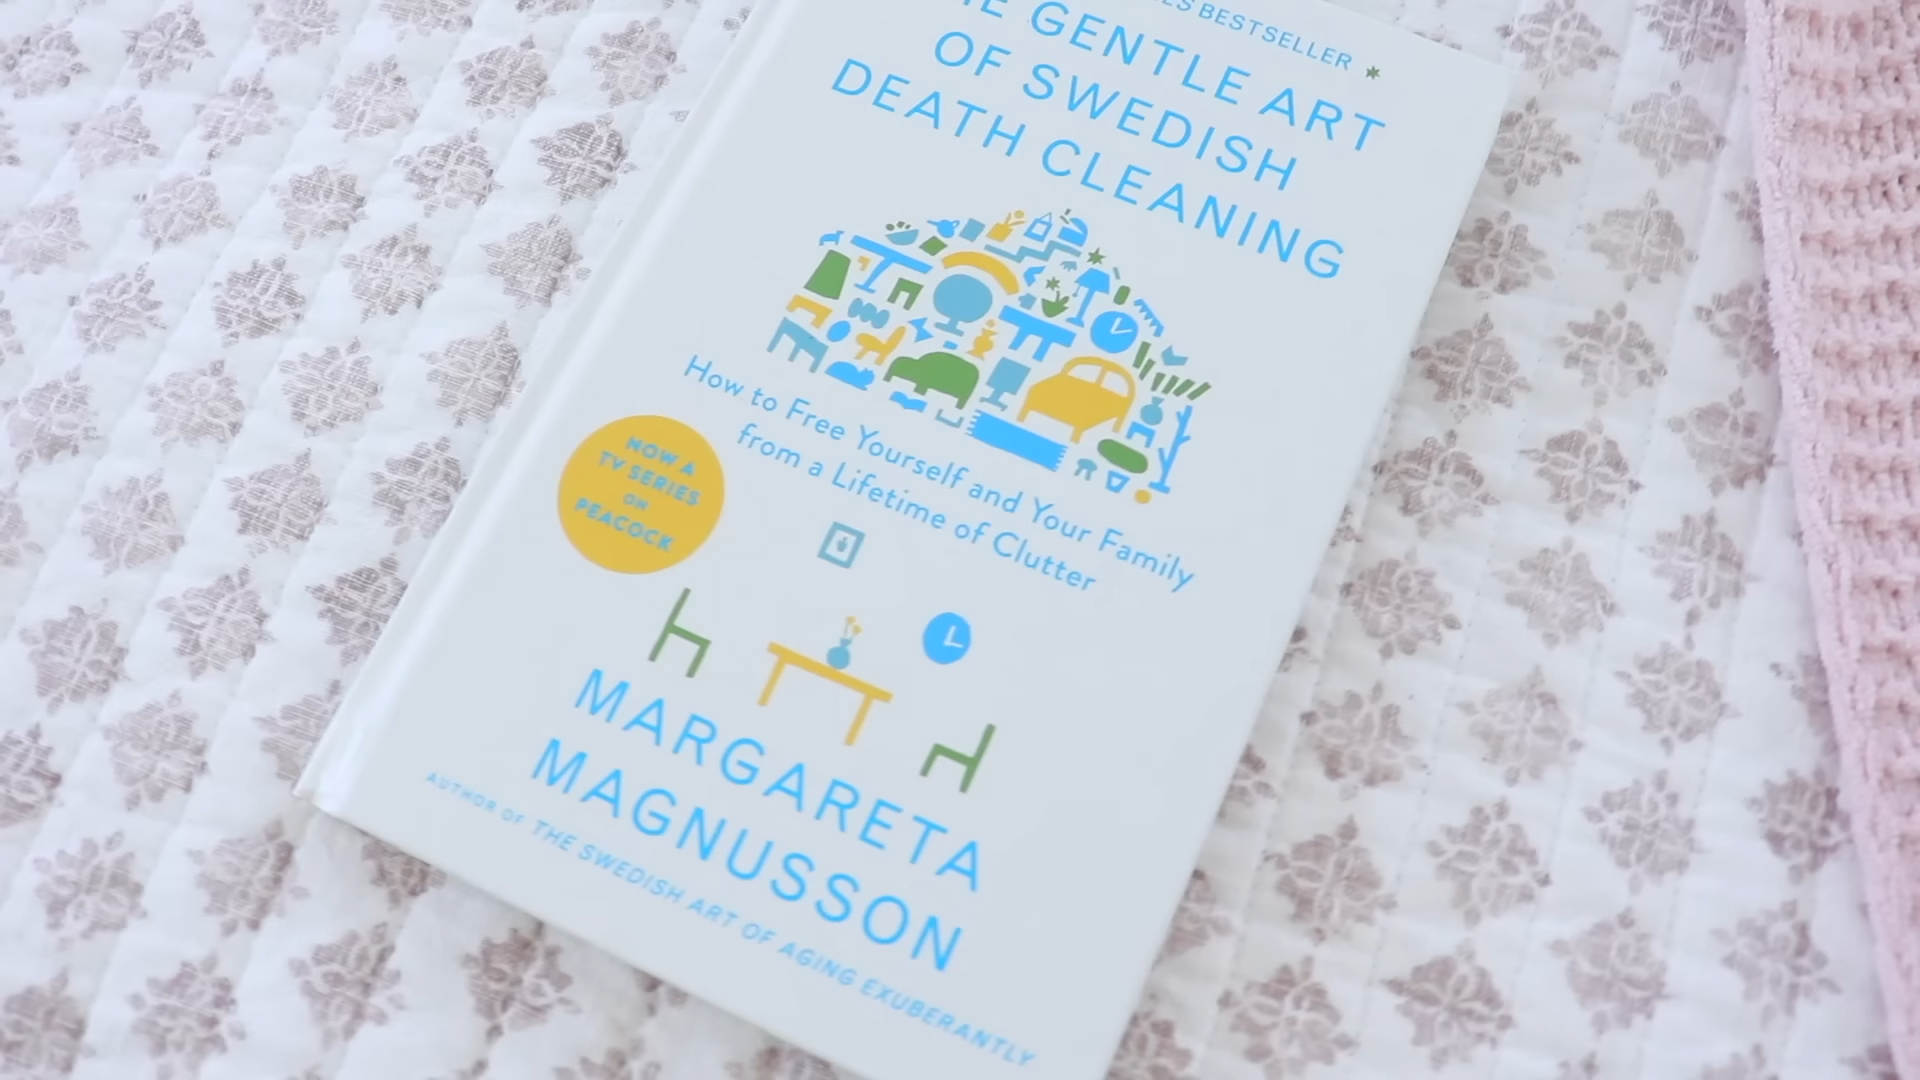 BESTSELLER
GENTLE ART
OF SWEDISH
DEATH CLEANING
How to Free Yourself and Your Family
from a Lifetime of Clutter
NOW A
TV SERIES
ON
PEACOCK
MARGARETA
MAGNUSSON
AUTHOR OF THE SWEDISH ART OF AGING EXUBERANTLY